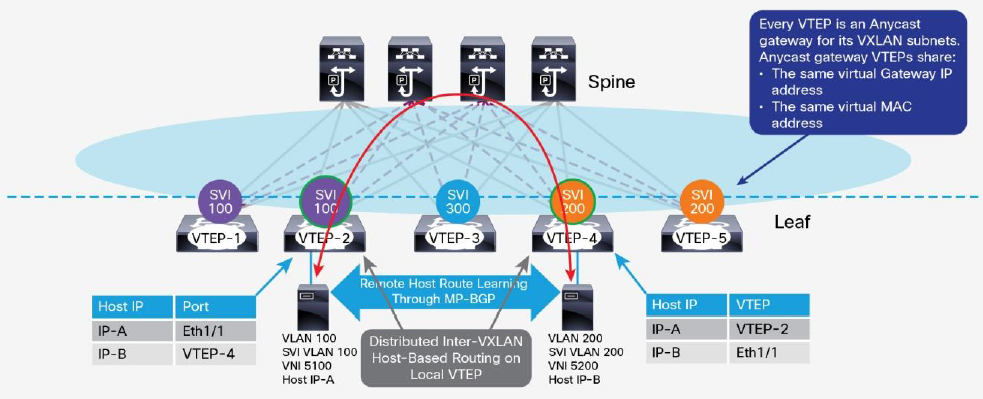 Every VTEP is an Anycast
gateway for its VXLAN subnets.
Anycast gateway VTEPs share:
• The same virtual Gateway IP
address
• The same virtual MAC
address
P
P
P
P
Spine
SVI
100
SVI
100
SVI
300
SVI
200
SVI
200
Leaf
VTEP-1
VTEP-2
VTEP-3
VTEP-4
VTEP-5
Remote Host Route Learning
Through MP-BGP
Host IP Port
IP-A Eth1/1
IP-B VTEP-4
VLAN 100
SVI VLAN 100
VNI 5100
Host IP-A
Distributed Inter-VXLAN
Host-Based Routing on
Local VTEP
VLAN 200
SVI VLAN 200
VNI 5200
Host IP-B
Host IP VTEP
IP-A VTEP-2
IP-B Eth1/1